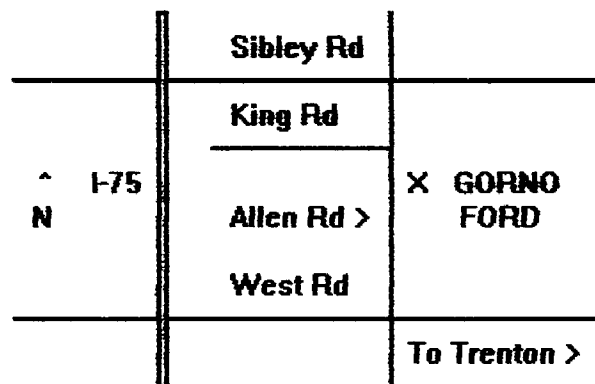 Sibley Rd
King Rd
^ I-75
N
X GORNO
FORD
Allen Rd >
West Rd
To Trenton >